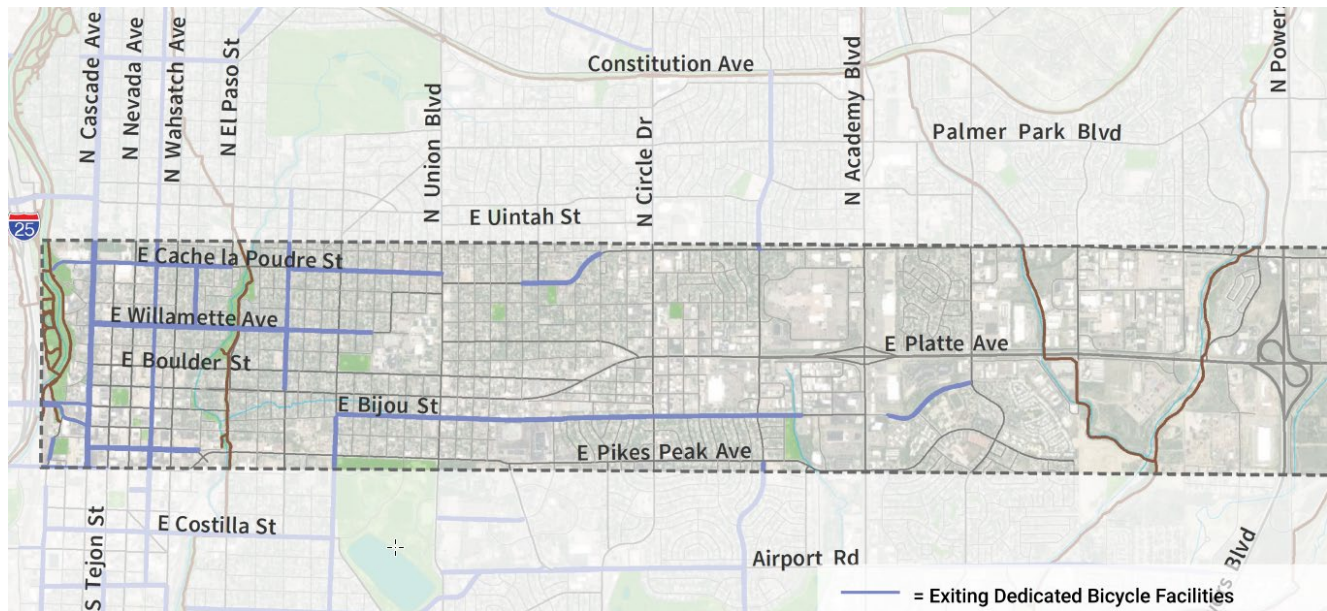 N Cascade Ave
N Nevada Ave
N Wahsatch Ave
N El Paso St
N Union Blvd
Constitution Ave
N Circle Dr
N Academy Blvd
Palmer Park Blvd
N Power
25
E Uintah St
E Cache la Poudre St
E Willamette Ave
E Boulder St
E Platte Ave
E Bijou St
E Pikes Peak Ave
S Tejon St
E Costilla St
Airport Rd
ers Blvd
= Exiting Dedicated Bicycle Facilities